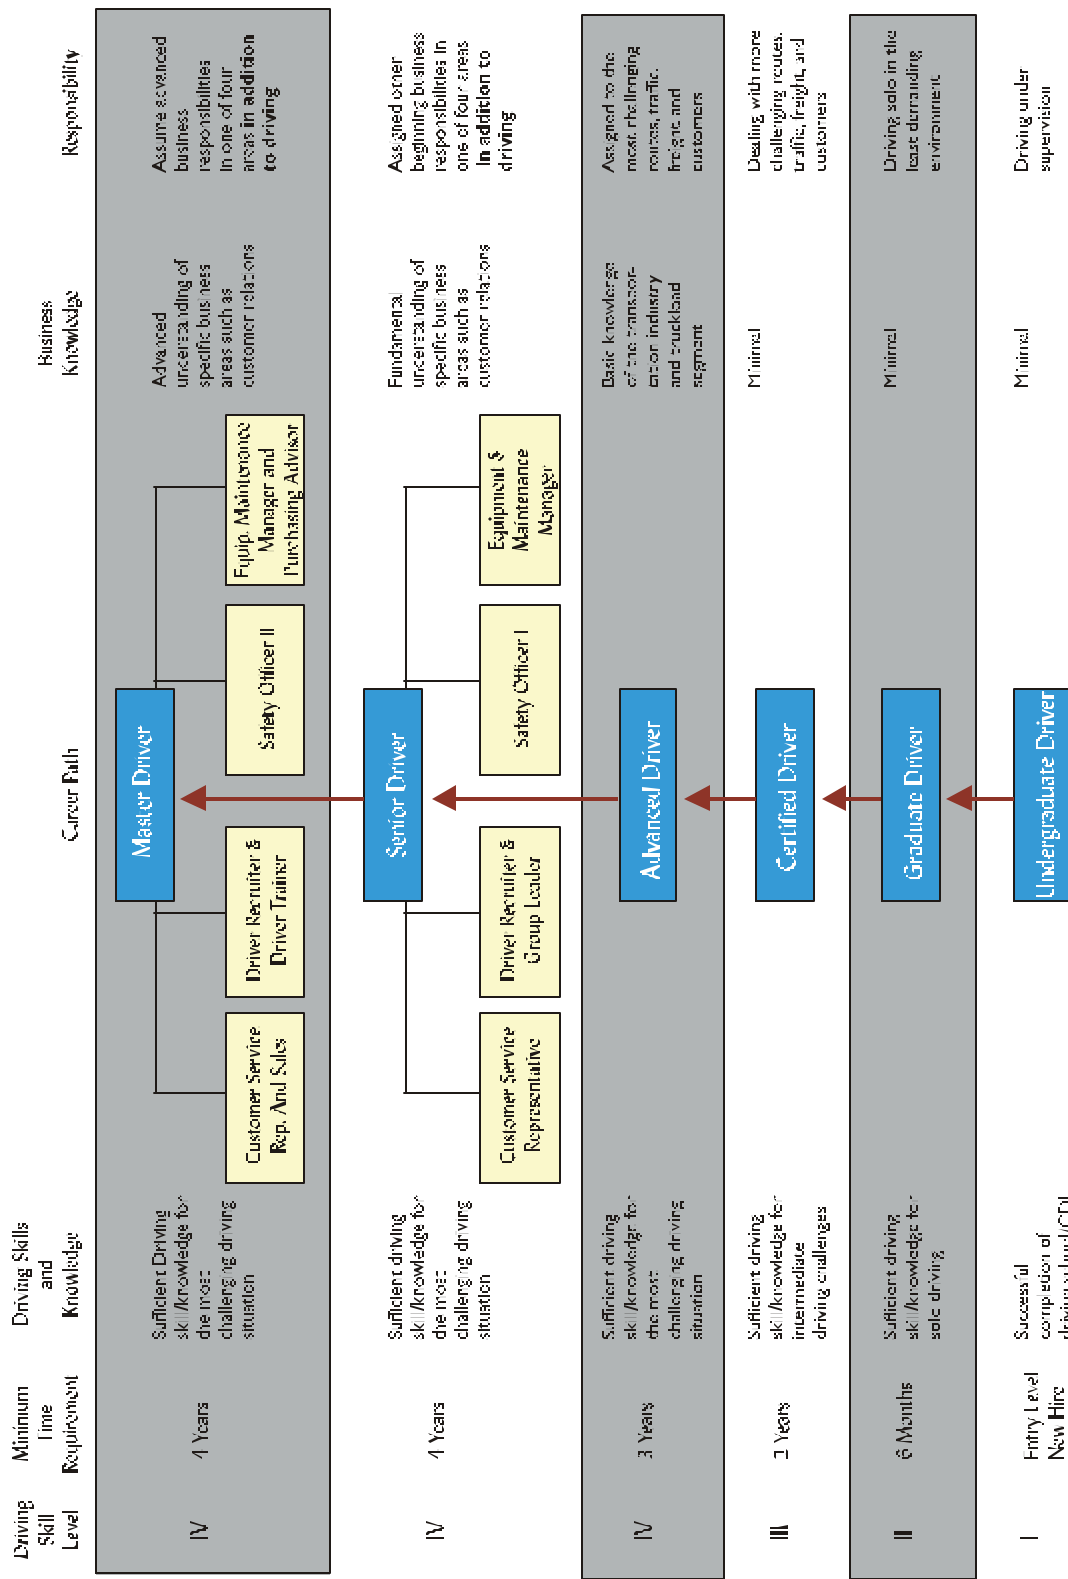 Driving
Skill
Level
Minimum
Time
Requirement
Driving Skills
and
Knowledge
Career Path
Business
Knowledge
Responsibility
IV
4 Years
Sufficient Driving
skill/knowledge for
the most
challenging driving
situation
Master Driver
Customer Service
Rep. And Sales
Driver Recruiter &
Driver Trainer
Safety Officer II
Equip. Maintenance
Manager and
Purchasing Advisor
Advanced
understanding of
specific business
areas such as
customer relations
Assume advanced
business
responsibilities
in one of four
areas in addition
to driving
IV
4 Years
Sufficient driving
skill/knowledge for
the most
challenging driving
situation
Senior Driver
Customer Service
Representative
Driver Recruiter &
Group Leader
Safety Officer I
Equipment &
Maintenance
Manager
Fundamental
understanding of
specific business
areas such as
customer relations
Assigned other
beginning business
responsibilities in
one of four areas
in addition to
driving
IV
3 Years
Sufficient driving
skill/knowledge for
the most
challenging driving
situation
Advanced Driver
Basic knowledge
of the transpor-
tation industry
and truckload
segment
Assigned to the
most challenging
routes, traffic,
freight and
customers
III
2 Years
Sufficient driving
skill/knowledge for
intermediate
driving challenges
Certified Driver
Minimal
Dealing with more
challenging routes,
traffic, freight, and
customers
II
6 Months
Sufficient driving
skill/knowledge for
solo driving
Graduate Driver
Minimal
Driving solo in the
least demanding
environment
I
Entry Level
New Hire
Successful
completion of
driving school/CDL
Undergraduate Driver
Minimal
Driving under
supervision